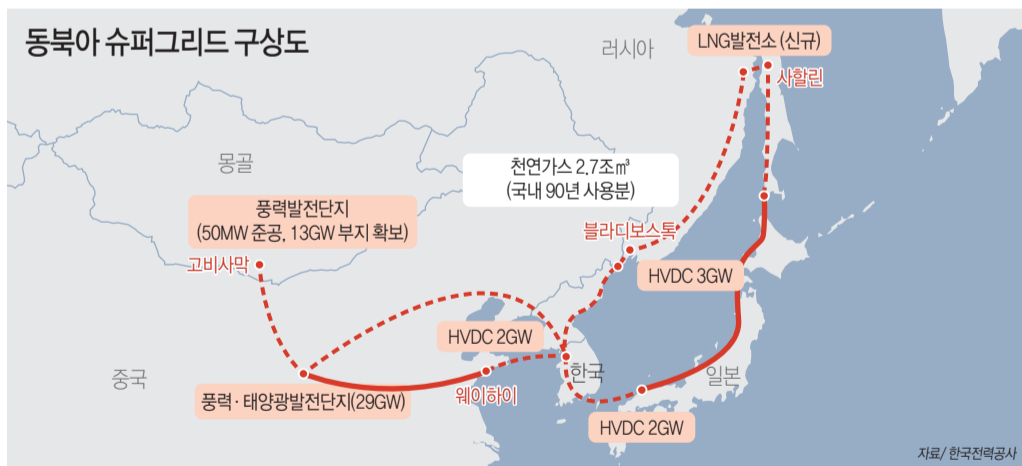 동북아 슈퍼그리드 구상도
러시아
LNG발전소 (신규)
사할린
몽골
천연가스 2.7조㎥
(국내 90년 사용분)
풍력발전단지
(50MW 준공, 13GW 부지 확보)
블라디보스톡
고비사막
HVDC 3GW
HVDC 2GW
한국
일본
중국
웨이하이
풍력·태양광발전단지(29GW)
HVDC 2GW
자료/ 한국전력공사